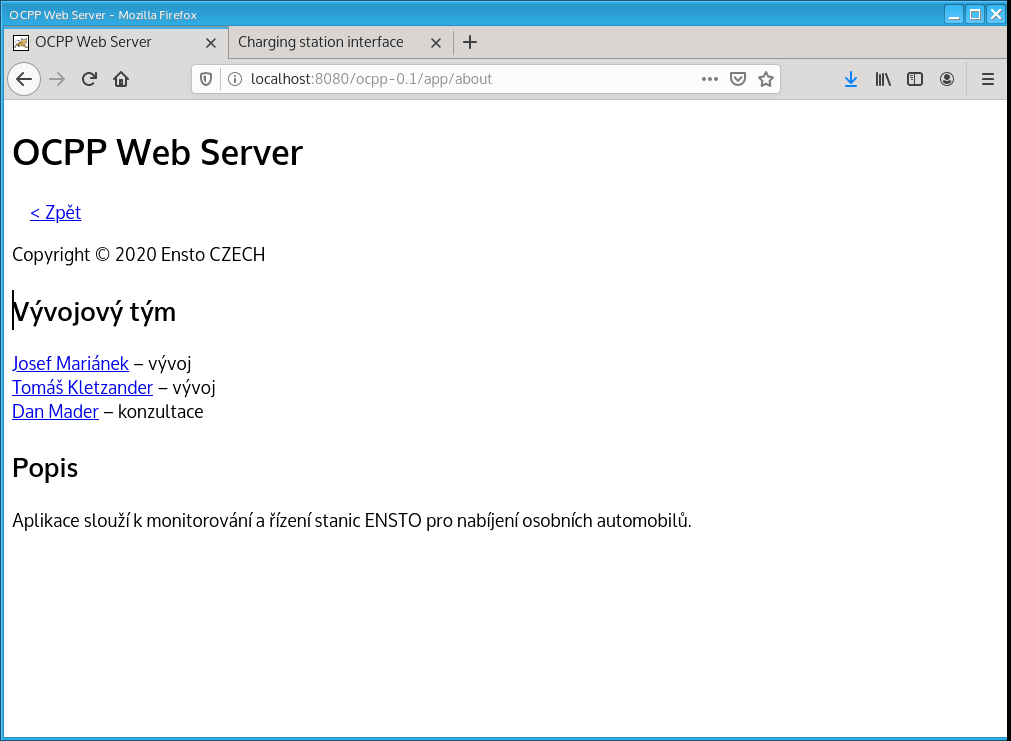 OCPP Web Server - Mozilla Firefox
OCPP Web Server
Charging station interface
localhost:8080/ocpp-0.1/app/about
OCPP Web Server
< Zpět
Copyright © 2020 Ensto CZECH
Vývojový tým
Josef Mariánek – vývoj
Tomáš Kletzander – vývoj
Dan Mader – konzultace
Popis
Aplikace slouží k monitorování a řízení stanic ENSTO pro nabíjení osobních automobilů.